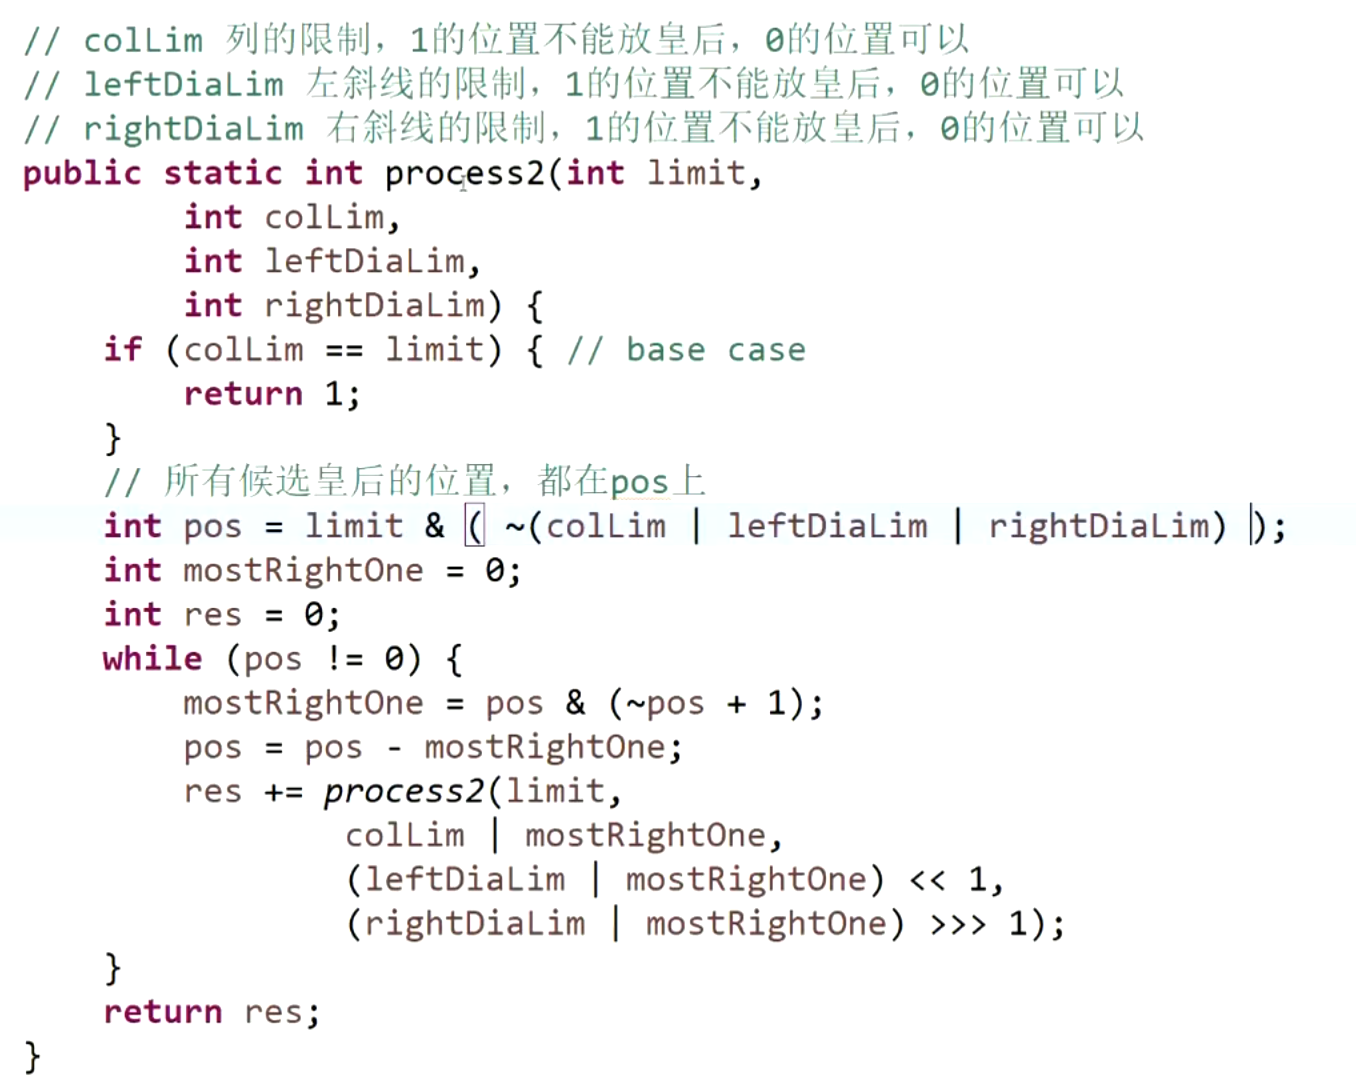 // colLim 列的限制，1的位置不能放皇后，0的位置可以
// leftDiaLim 左斜线的限制，1的位置不能放皇后，0的位置可以
// rightDiaLim 右斜线的限制，1的位置不能放皇后，0的位置可以
public static int process2(int limit,
        int colLim,
        int leftDiaLim,
        int rightDiaLim) {
    if (colLim == limit) { // base case
        return 1;
    }
    // 所有候选皇后的位置，都在pos上
    int pos = limit & ( ~(colLim | leftDiaLim | rightDiaLim) );
    int mostRightOne = 0;
    int res = 0;
    while (pos != 0) {
        mostRightOne = pos & (~pos + 1);
        pos = pos - mostRightOne;
        res += process2(limit,
                colLim | mostRightOne,
                (leftDiaLim | mostRightOne) << 1,
                (rightDiaLim | mostRightOne) >>> 1);
    }
    return res;
}